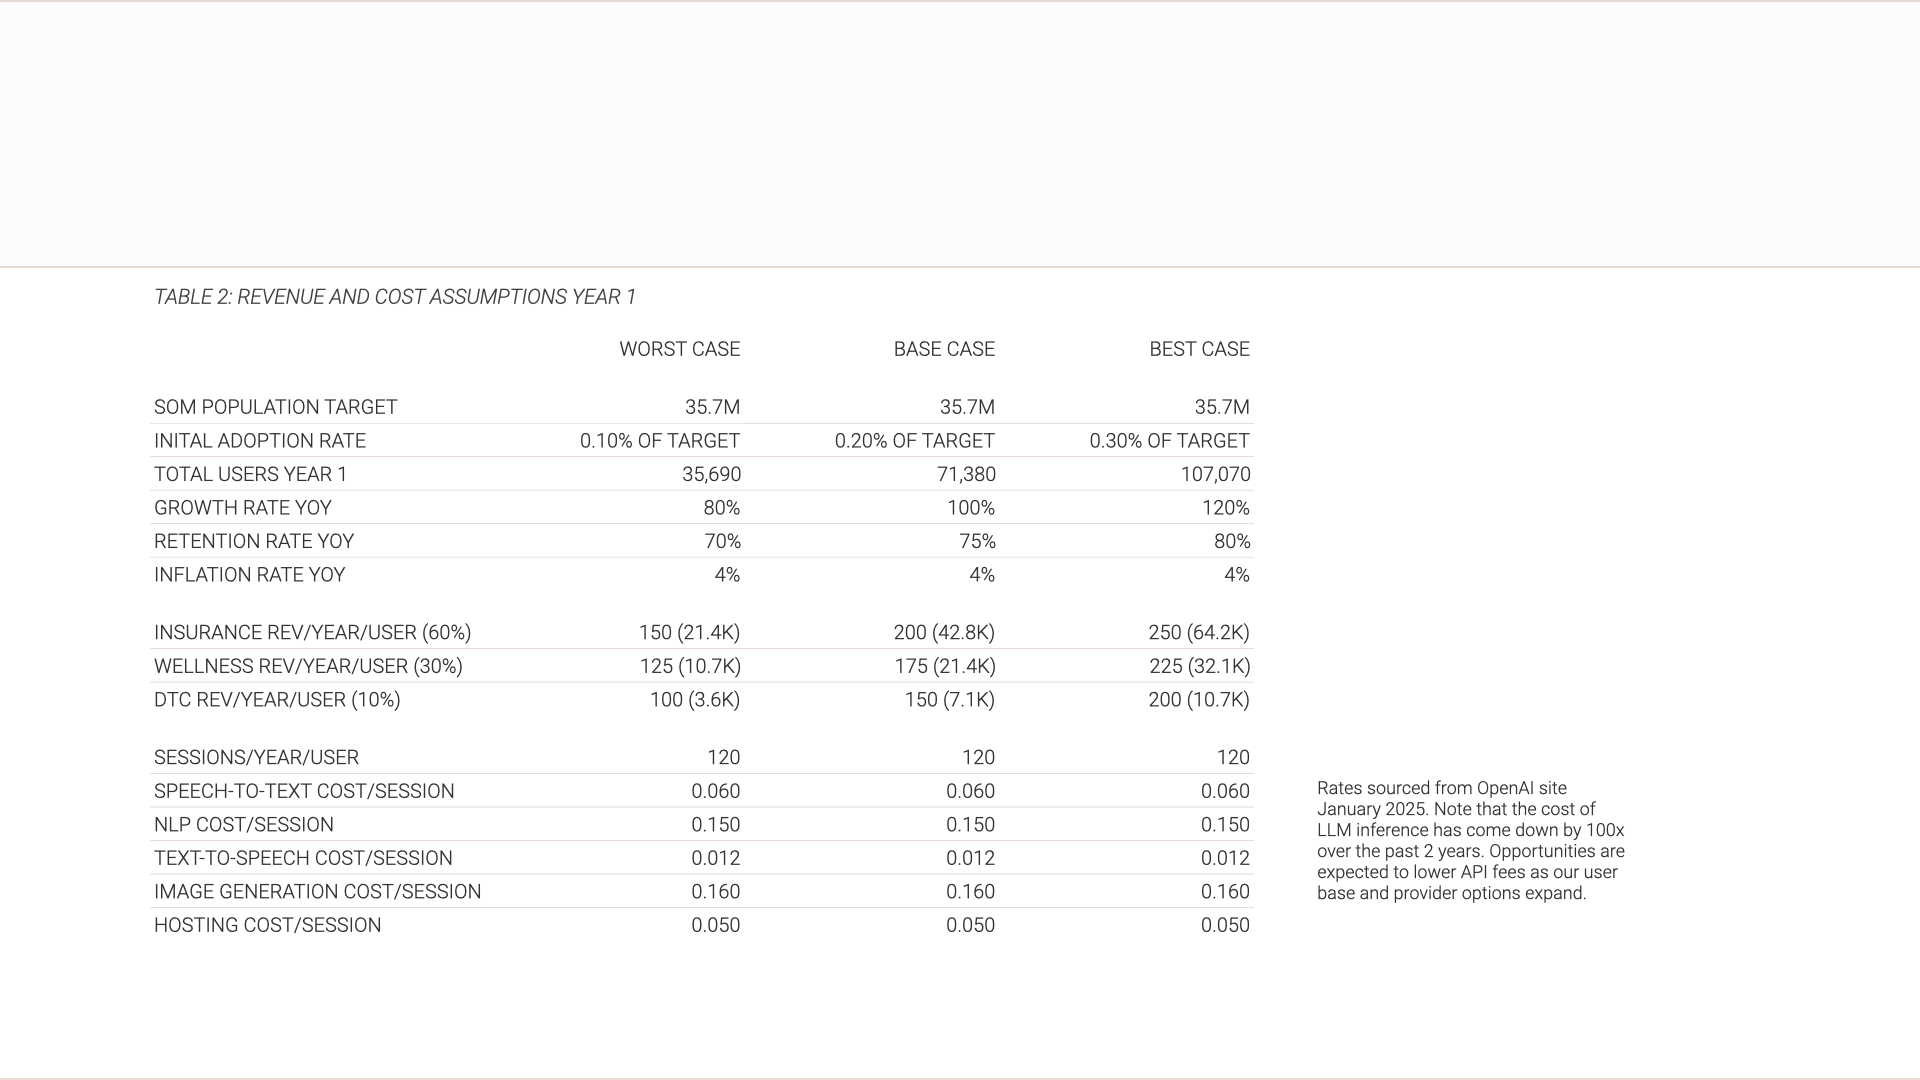 TABLE 2: REVENUE AND COST ASSUMPTIONS YEAR 1
WORST CASE BASE CASE BEST CASE
SOM POPULATION TARGET 35.7M 35.7M 35.7M
INITAL ADOPTION RATE 0.10% OF TARGET 0.20% OF TARGET 0.30% OF TARGET
TOTAL USERS YEAR 1 35,690 71,380 107,070
GROWTH RATE YOY 80% 100% 120%
RETENTION RATE YOY 70% 75% 80%
INFLATION RATE YOY 4% 4% 4%
INSURANCE REV/YEAR/USER (60%) 150 (21.4K) 200 (42.8K) 250 (64.2K)
WELLNESS REV/YEAR/USER (30%) 125 (10.7K) 175 (21.4K) 225 (32.1K)
DTC REV/YEAR/USER (10%) 100 (3.6K) 150 (7.1K) 200 (10.7K)
SESSIONS/YEAR/USER 120 120 120
SPEECH-TO-TEXT COST/SESSION 0.060 0.060 0.060
NLP COST/SESSION 0.150 0.150 0.150
TEXT-TO-SPEECH COST/SESSION 0.012 0.012 0.012
IMAGE GENERATION COST/SESSION 0.160 0.160 0.160
HOSTING COST/SESSION 0.050 0.050 0.050
Rates sourced from OpenAI site
January 2025. Note that the cost of
LLM inference has come down by 100x
over the past 2 years. Opportunities are
expected to lower API fees as our user
base and provider options expand.